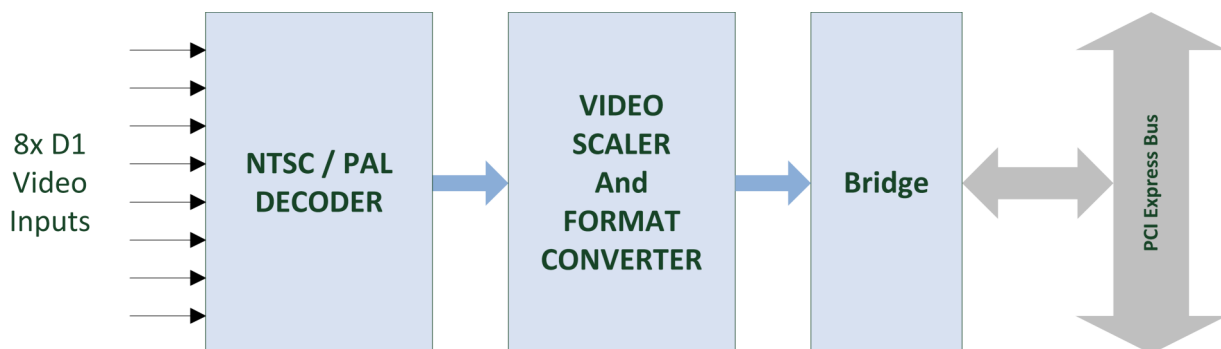 8x D1
Video
Inputs
NTSC / PAL
DECODER
VIDEO
SCALER
And
FORMAT
CONVERTER
Bridge
PCI Express Bus